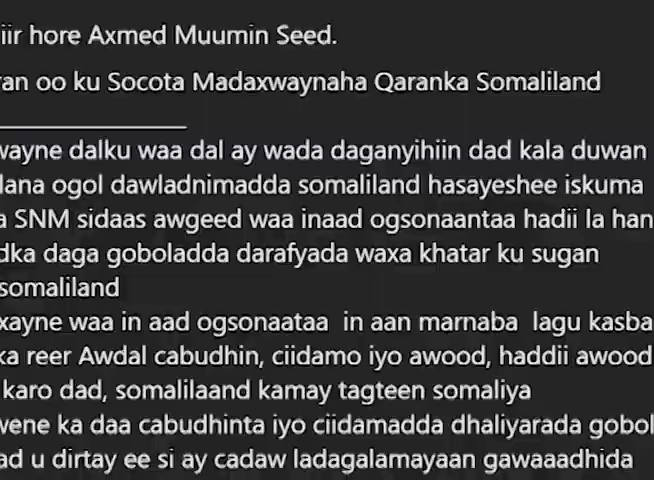 iir hore Axmed Muumin Seed.
ran oo ku Socota Madaxwaynaha Qaranka Somaliland
wayne dalku waa dal ay wada daganyihiin dad kala duwan
lana ogol dawladnimadda somaliland hasayeshee iskuma
a SNM sidaas awgeed waa inaad ogsonaantaa hadii la han
dka daga goboladda darafyada waxa khatar ku sugan
somaliland
xayne waa in aad ogsonaataa in aan marnaba lagu kasba
ka reer Awdal cabudhin, ciidamo iyo awood, haddii awood
karo dad, somalilaand kamay tagteen somaliya
wene ka daa cabudhinta iyo ciidamadda dhaliyarada gobol
ad u dirtay ee si ay cadaw ladagalamayaan gawaaadhida